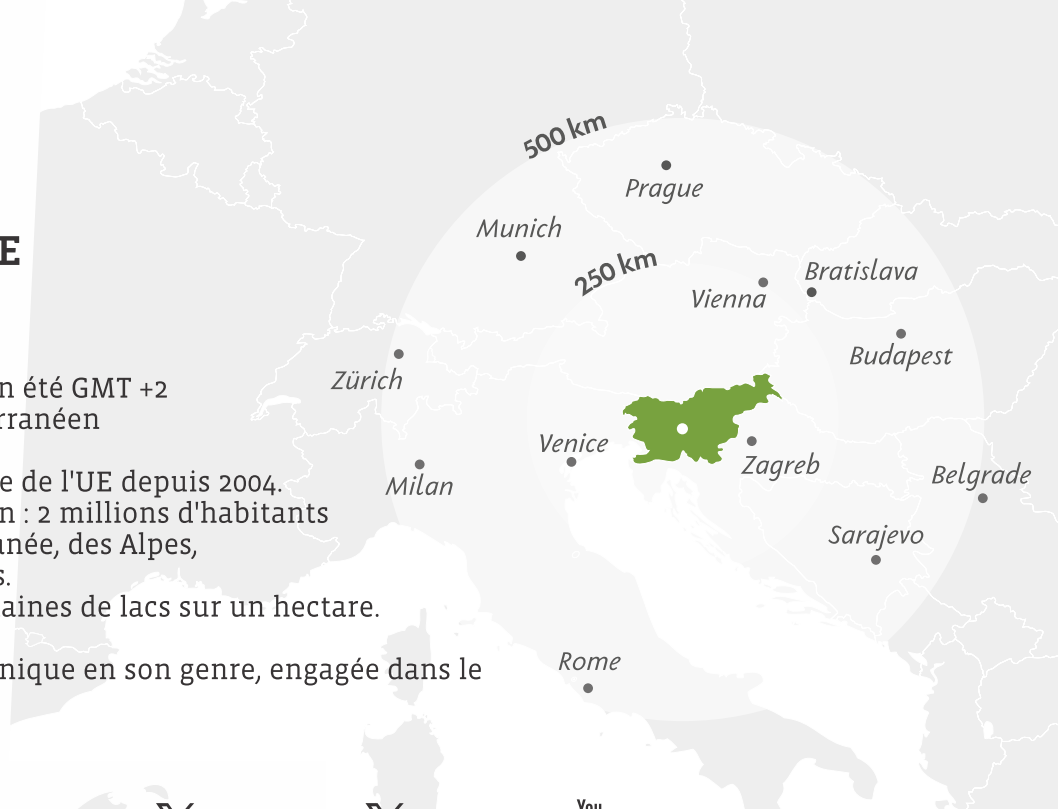 500 km
Prague
Munich
E
250 km
Bratislava
Vienna
Budapest
Zürich
n été GMT +2
rranéen
Venice
Zagreb
Belgrade
Milan
e de l'UE depuis 2004.
n : 2 millions d'habitants
Sarajevo
née, des Alpes,
s.
aines de lacs sur un hectare.
Rome
nique en son genre, engagée dans le
You